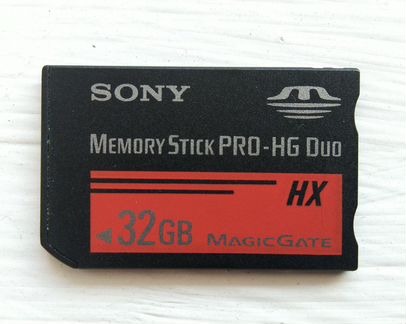 SONY
MEMORY STICK PRO-HG DUO
HX
32GB MAGICGATE